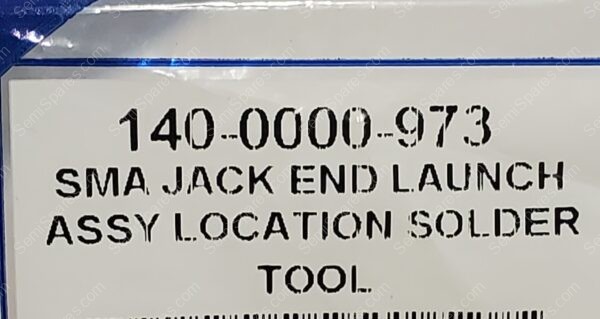 140-0000-973
SMA JACK END LAUNCH
ASSY LOCATION SOLDER
TOOL